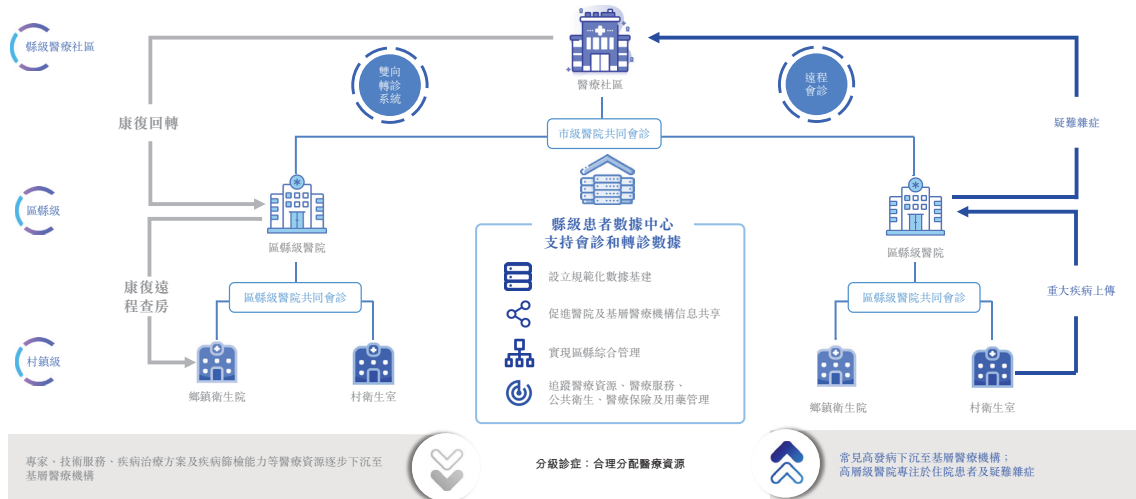 縣級醫療社區
雙向
轉診
系統
醫療社區
遠程
會診
康復回轉
市級醫院共同會診
疑難雜症
區縣級
區縣級醫院
縣級患者數據中心
支持會診和轉診數據
區縣級醫院
設立規範化數據基建
康復遠
程查房
區縣級醫院共同會診
區縣級醫院共同會診
重大疾病上傳
促進醫院及基層醫療機構信息共享
實現區縣綜合管理
村鎮級
追蹤醫療資源、醫療服務、
公共衛生、醫療保險及用藥管理
鄉鎮衛生院
村衛生室
鄉鎮衛生院
村衛生室
專家、技術服務、疾病治療方案及疾病篩檢能力等醫療資源逐步下沉至
基層醫療機構
分級診症：合理分配醫療資源
常見高發病下沉至基層醫療機構；
高層級醫院專注於住院患者及疑難雜症